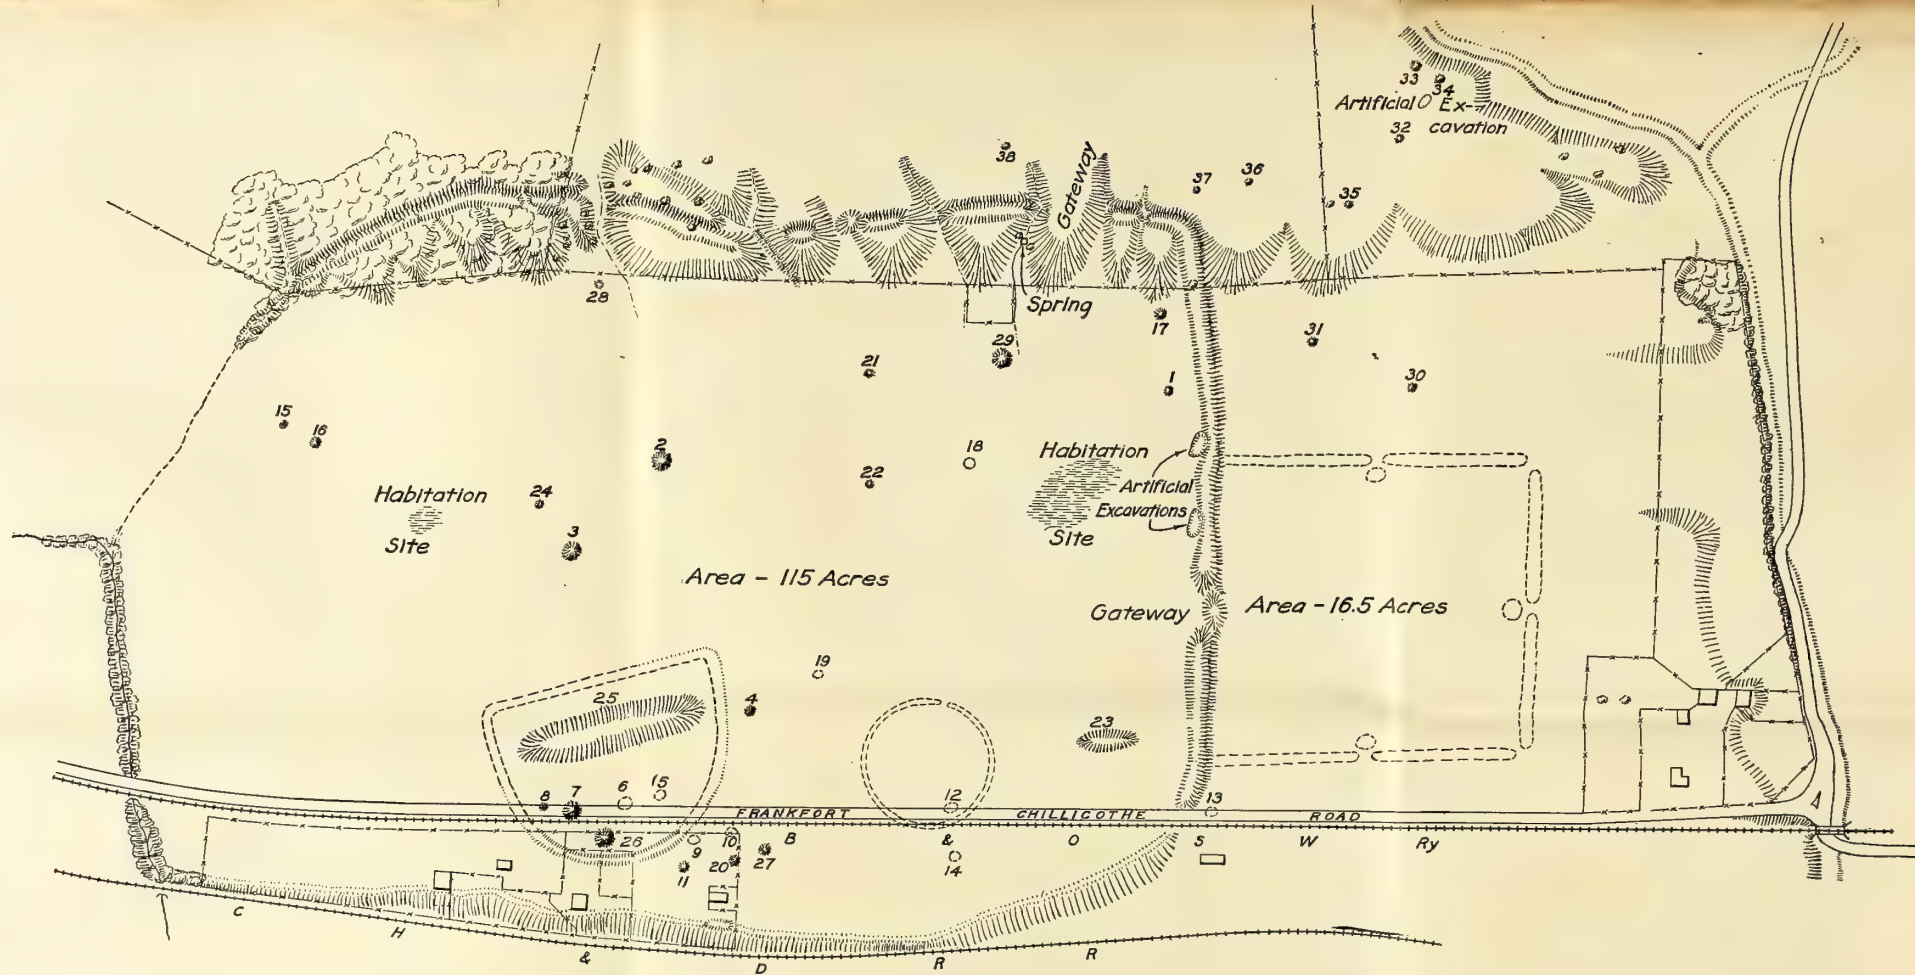 33
34
Artificial Ex-
cavation
32
38
Gateway
37
36
35
28
Spring
17
29
31
21
1
30
15
16
2
18
Habitation
Site
22
Artificial
Excavations
Habitation
Site
24
3
Area - 115 Acres
Gateway
Area - 16.5 Acres
19
25
4
23
8
7
6
15
12
13
FRANKFORT CHILLICOTHE ROAD
26
9
10
B & O S W Ry
11
20
27
14
C H & D R R